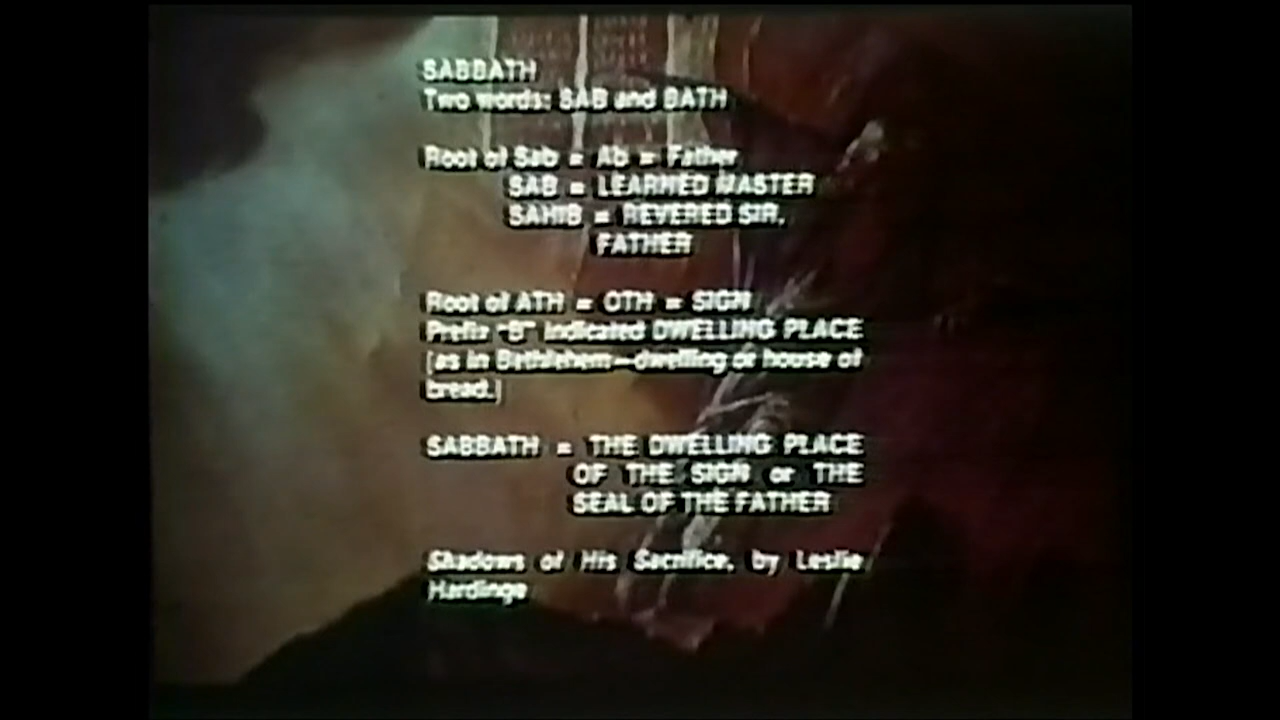 SABBATH
Two words: SAB and BATH
Root of Sab = Ab = Father
SAB = LEARNED MASTER
SAHIB = REVERED SIR,
FATHER
Root of ATH = OTH = SIGN
Prefix "B" indicated DWELLING PLACE
(as in Bethlehem—dwelling or house of
bread.)
SABBATH = THE DWELLING PLACE
OF THE SIGN or THE
SEAL OF THE FATHER
Shadows of His Sacrifice, by Leslie
Hardinge